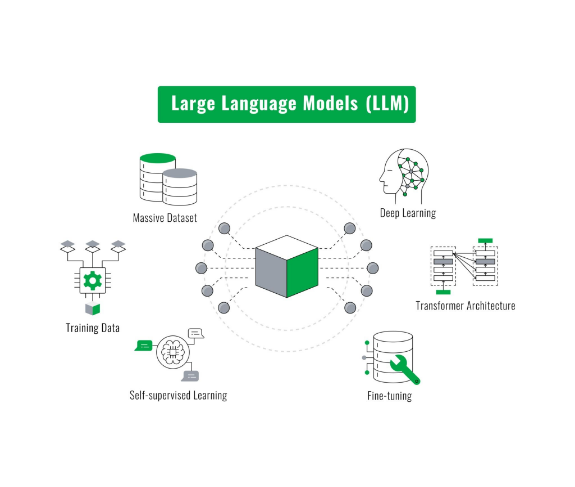 Large Language Models (LLM)
Massive Dataset
Deep Learning
Training Data
Transformer Architecture
Self-supervised Learning
Fine-tuning